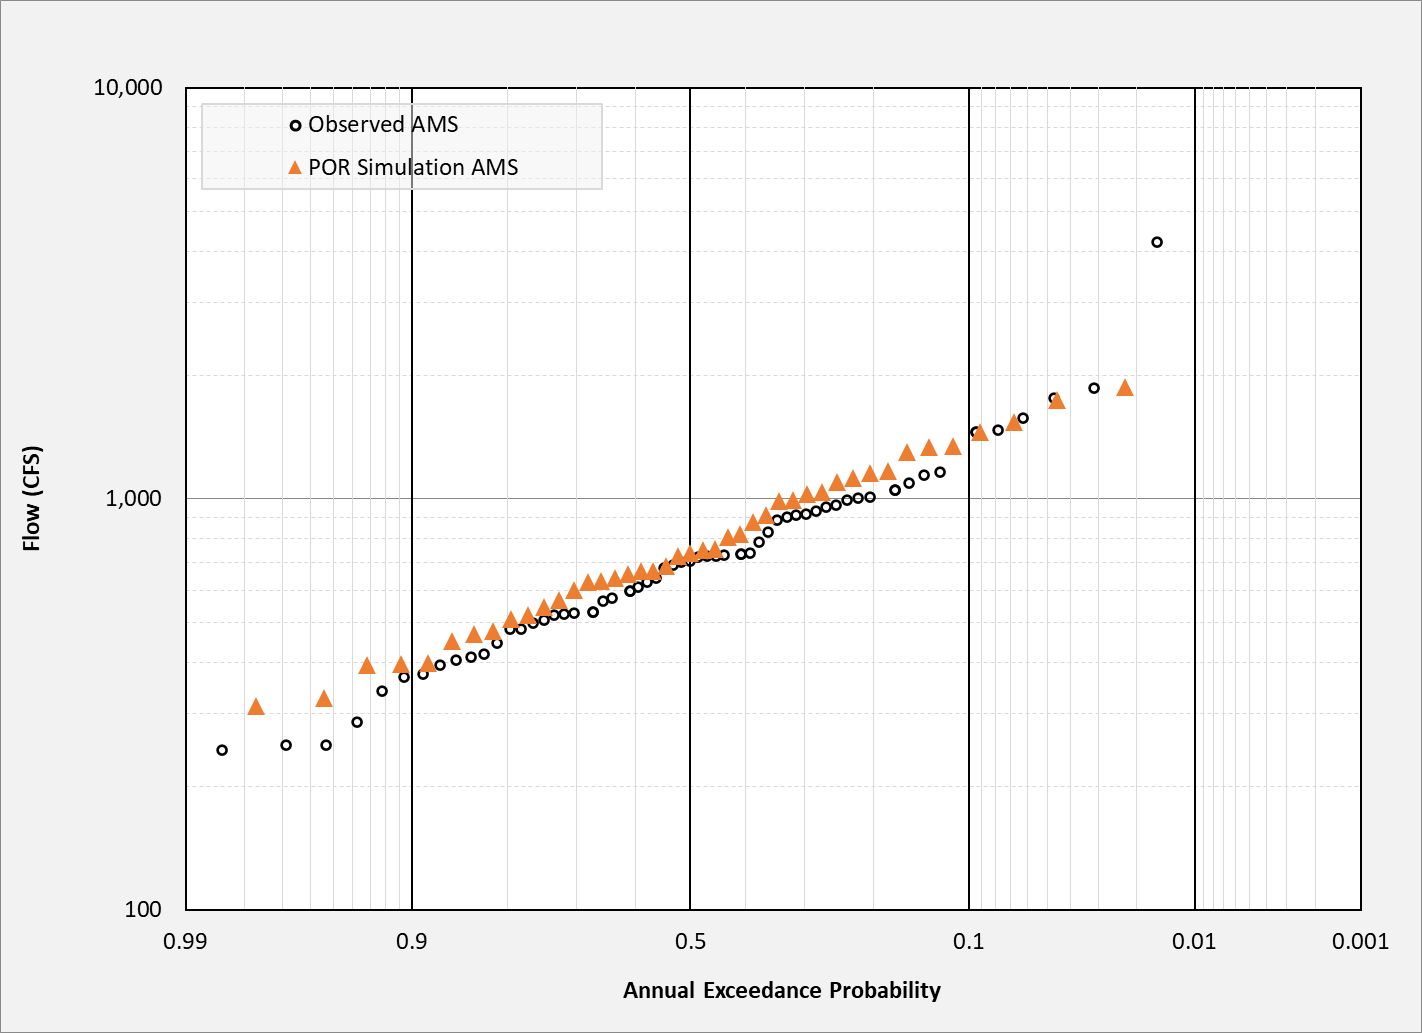 10,000
Observed AMS
POR Simulation AMS
Flow (CFS)
1,000
100
0.99 0.9 0.5 0.1 0.01 0.001
Annual Exceedance Probability